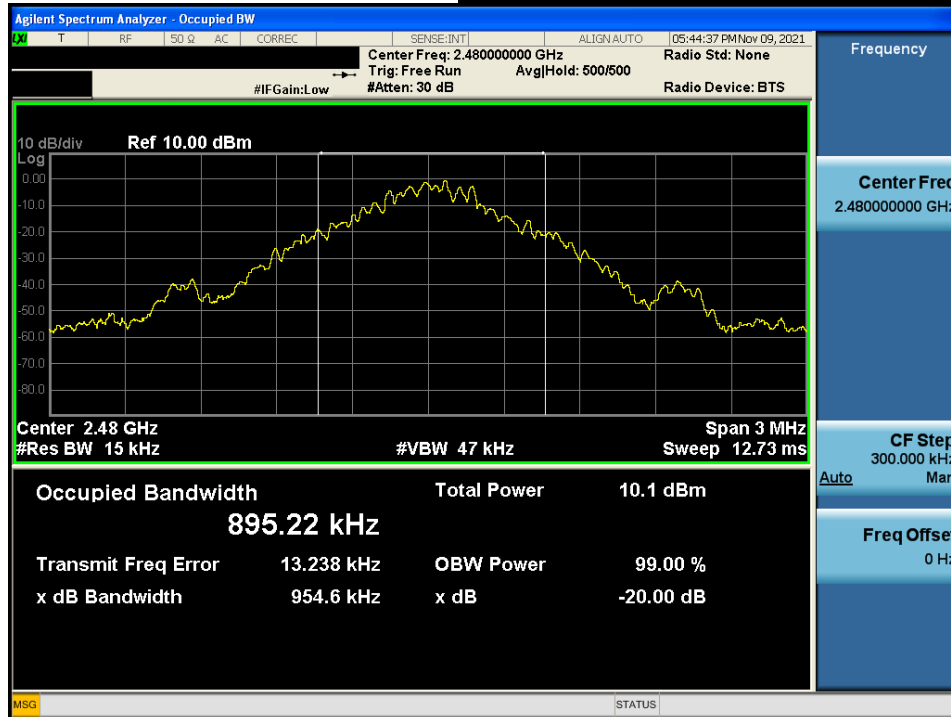 Agilent Spectrum Analyzer - Occupied BW
LXI T RF 50 Ω AC CORREC SENSE:INT ALIGN AUTO 05:44:37 PM Nov 09, 2021
Center Freq: 2.480000000 GHz Radio Std: None
Trig: Free Run Avg|Hold: 500/500
#IFGain:Low #Atten: 30 dB Radio Device: BTS
10 dB/div Ref 10.00 dBm
Log
0.00
-10.0
-20.0
-30.0
-40.0
-50.0
-60.0
-70.0
-80.0
Center 2.48 GHz Span 3 MHz
#Res BW 15 kHz #VBW 47 kHz Sweep 12.73 ms
Occupied Bandwidth Total Power 10.1 dBm
895.22 kHz
Transmit Freq Error 13.238 kHz OBW Power 99.00 %
x dB Bandwidth 954.6 kHz x dB -20.00 dB
Frequency
Center Freq
2.480000000 GHz
CF Step
300.000 kHz
Auto Man
Freq Offset
0 Hz
MSG STATUS